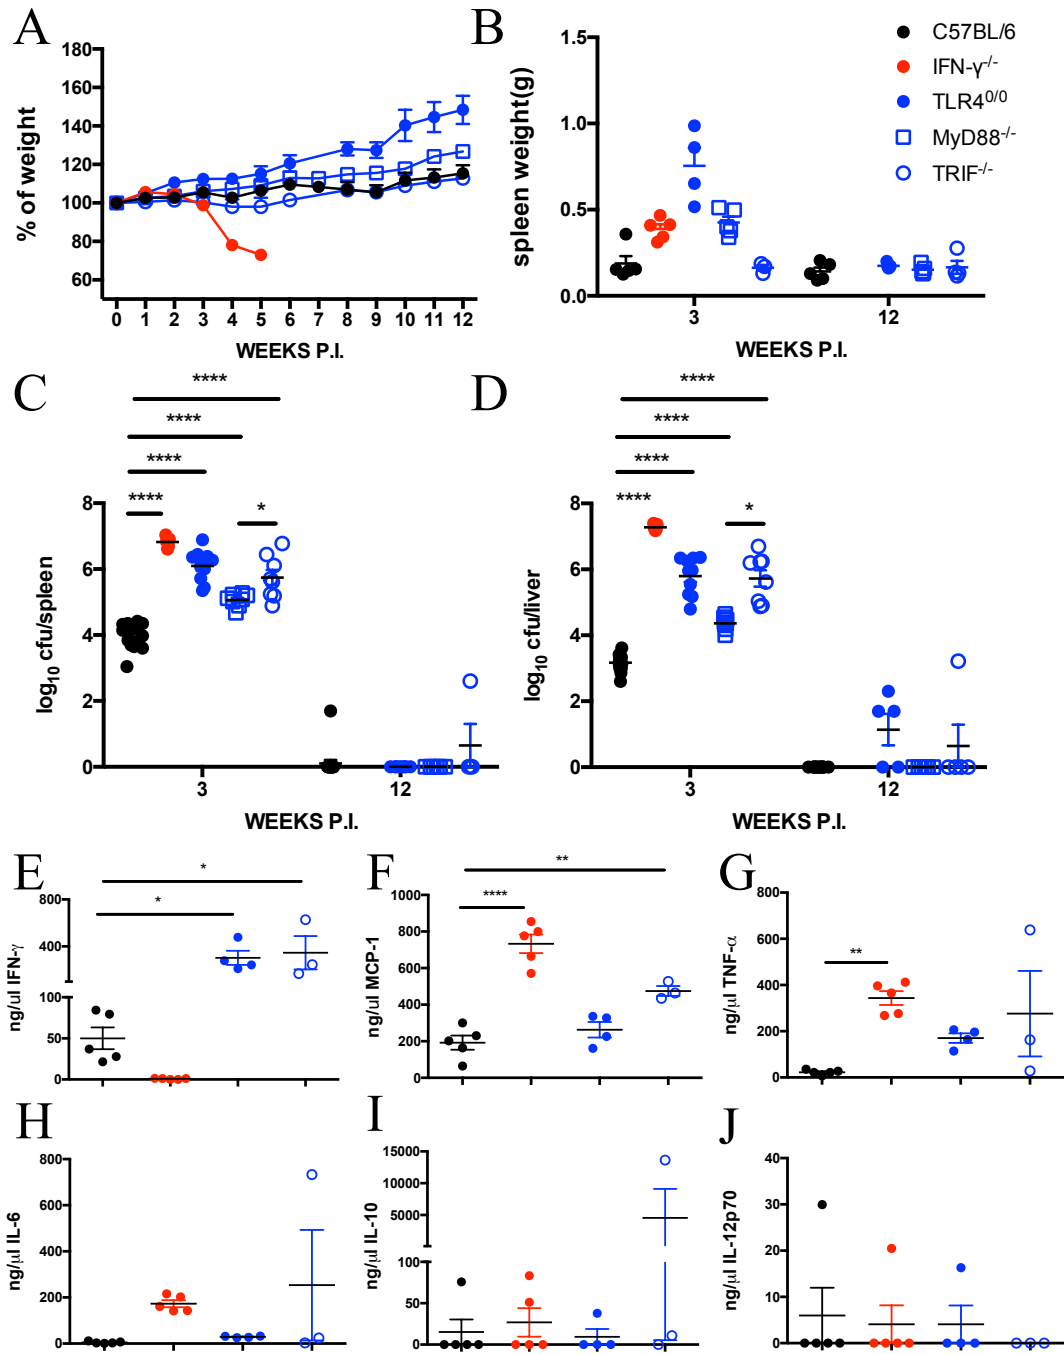 A
180
160
140
120
100
80
60
% of weight
0 1 2 3 4 5 6 7 8 9 10 11 12
WEEKS P.I.
B
1.5
1.0
0.5
0.0
spleen weight(g)
3 12
WEEKS P.I.
C57BL/6
IFN-γ-/-
TLR40/0
MyD88-/-
TRIF-/-
C
****
****
****
****
*
8
6
4
2
0
log10 cfu/spleen
3 12
WEEKS P.I.
D
****
****
****
****
*
8
6
4
2
0
log10 cfu/liver
3 12
WEEKS P.I.
E
*
*
800
400
100
50
0
ng/ul IFN-γ
F
**
****
1000
800
600
400
200
0
ng/ul MCP-1
G
**
800
600
400
200
0
ng/μl TNF-α
H
800
600
400
200
0
ng/μl IL-6
I
15000
10000
5000
100
50
0
ng/μl IL-10
J
40
30
20
10
0
ng/μl IL-12p70